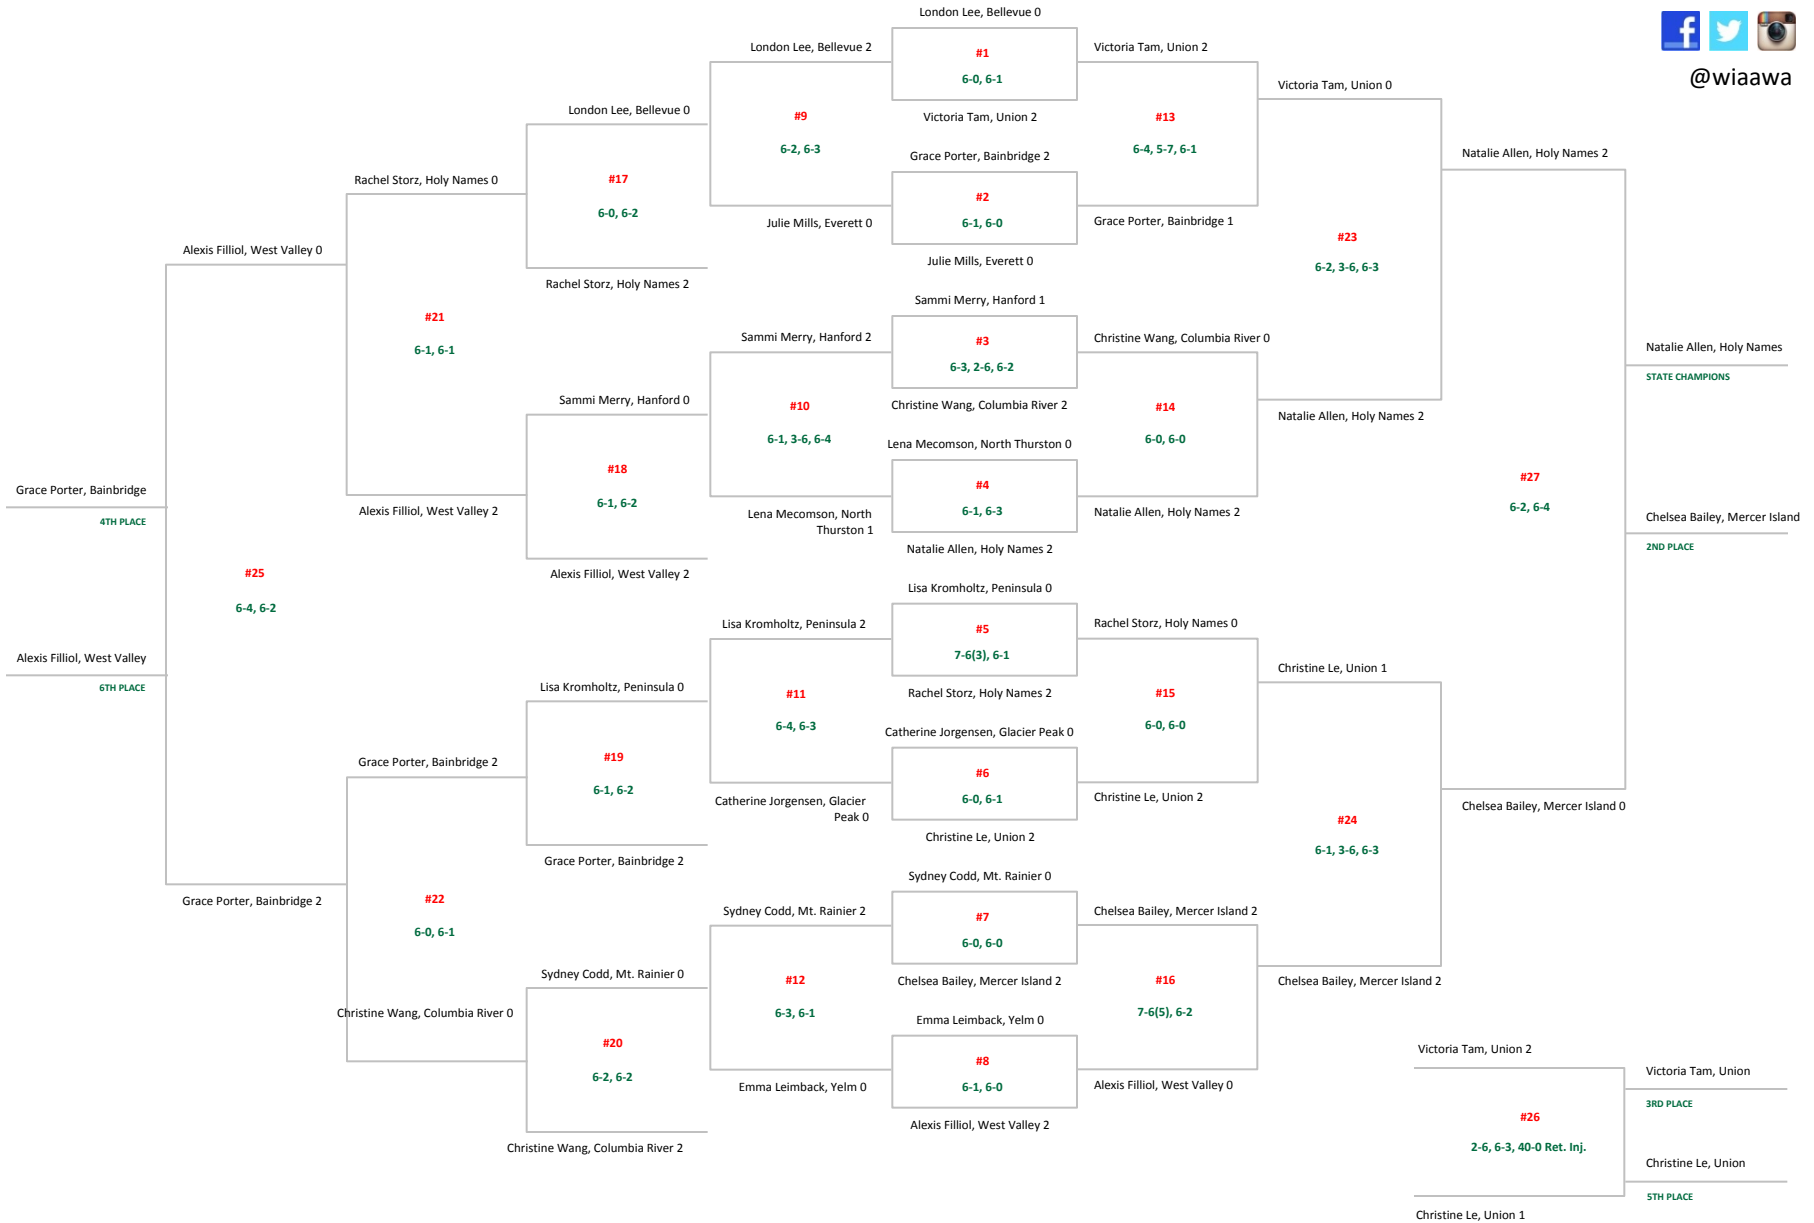 London Lee, Bellevue 0
London Lee, Bellevue 2
#1
Victoria Tam, Union 2
6-0, 6-1
@wiaawa
Victoria Tam, Union 0
London Lee, Bellevue 0
#9
Victoria Tam, Union 2
#13
6-2, 6-3
6-4, 5-7, 6-1
Grace Porter, Bainbridge 2
Natalie Allen, Holy Names 2
Rachel Storz, Holy Names 0
#17
#2
6-0, 6-2
Julie Mills, Everett 0
6-1, 6-0
Grace Porter, Bainbridge 1
#23
Alexis Filliol, West Valley 0
Julie Mills, Everett 0
6-2, 3-6, 6-3
Rachel Storz, Holy Names 2
Sammi Merry, Hanford 1
#21
Sammi Merry, Hanford 2
#3
Christine Wang, Columbia River 0
6-1, 6-1
Natalie Allen, Holy Names
6-3, 2-6, 6-2
STATE CHAMPIONS
Sammi Merry, Hanford 0
#10
Christine Wang, Columbia River 2
#14
Natalie Allen, Holy Names 2
6-1, 3-6, 6-4
Lena Mecomson, North Thurston 0
6-0, 6-0
#18
#4
#27
Grace Porter, Bainbridge
4TH PLACE
Alexis Filliol, West Valley 2
6-1, 6-2
Lena Mecomson, North
Thurston 1
6-1, 6-3
Natalie Allen, Holy Names 2
6-2, 6-4
Chelsea Bailey, Mercer Island
2ND PLACE
Natalie Allen, Holy Names 2
#25
Alexis Filliol, West Valley 2
6-4, 6-2
Lisa Kromholtz, Peninsula 0
Lisa Kromholtz, Peninsula 2
#5
Rachel Storz, Holy Names 0
7-6(3), 6-1
Alexis Filliol, West Valley
6TH PLACE
Christine Le, Union 1
Lisa Kromholtz, Peninsula 0
#11
Rachel Storz, Holy Names 2
#15
6-4, 6-3
6-0, 6-0
Catherine Jorgensen, Glacier Peak 0
Grace Porter, Bainbridge 2
#19
#6
6-1, 6-2
Catherine Jorgensen, Glacier
Peak 0
6-0, 6-1
Christine Le, Union 2
Chelsea Bailey, Mercer Island 0
#24
Christine Le, Union 2
6-1, 3-6, 6-3
Grace Porter, Bainbridge 2
Sydney Codd, Mt. Rainier 0
Grace Porter, Bainbridge 2
#22
Sydney Codd, Mt. Rainier 2
#7
Chelsea Bailey, Mercer Island 2
6-0, 6-1
6-0, 6-0
Sydney Codd, Mt. Rainier 0
#12
Chelsea Bailey, Mercer Island 2
#16
Chelsea Bailey, Mercer Island 2
Christine Wang, Columbia River 0
6-3, 6-1
7-6(5), 6-2
Emma Leimback, Yelm 0
#20
Victoria Tam, Union 2
#8
6-2, 6-2
Emma Leimback, Yelm 0
6-1, 6-0
Alexis Filliol, West Valley 0
Victoria Tam, Union
3RD PLACE
Alexis Filliol, West Valley 2
#26
Christine Wang, Columbia River 2
2-6, 6-3, 40-0 Ret. Inj.
Christine Le, Union
5TH PLACE
Christine Le, Union 1